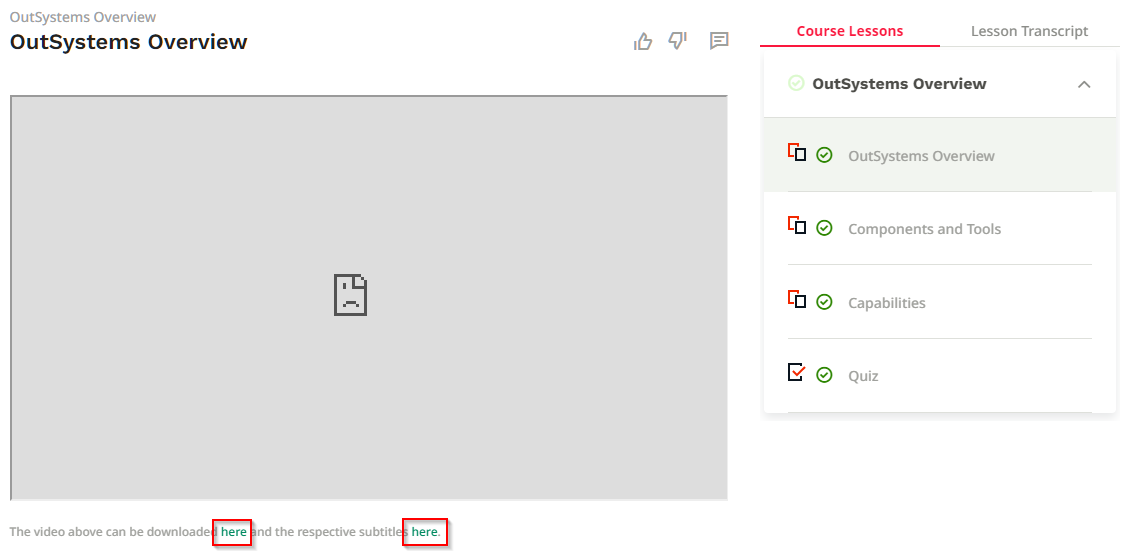 OutSystems Overview
OutSystems Overview
Course Lessons
Lesson Transcript
OutSystems Overview
OutSystems Overview
Components and Tools
Capabilities
Quiz
The video above can be downloaded here and the respective subtitles here.